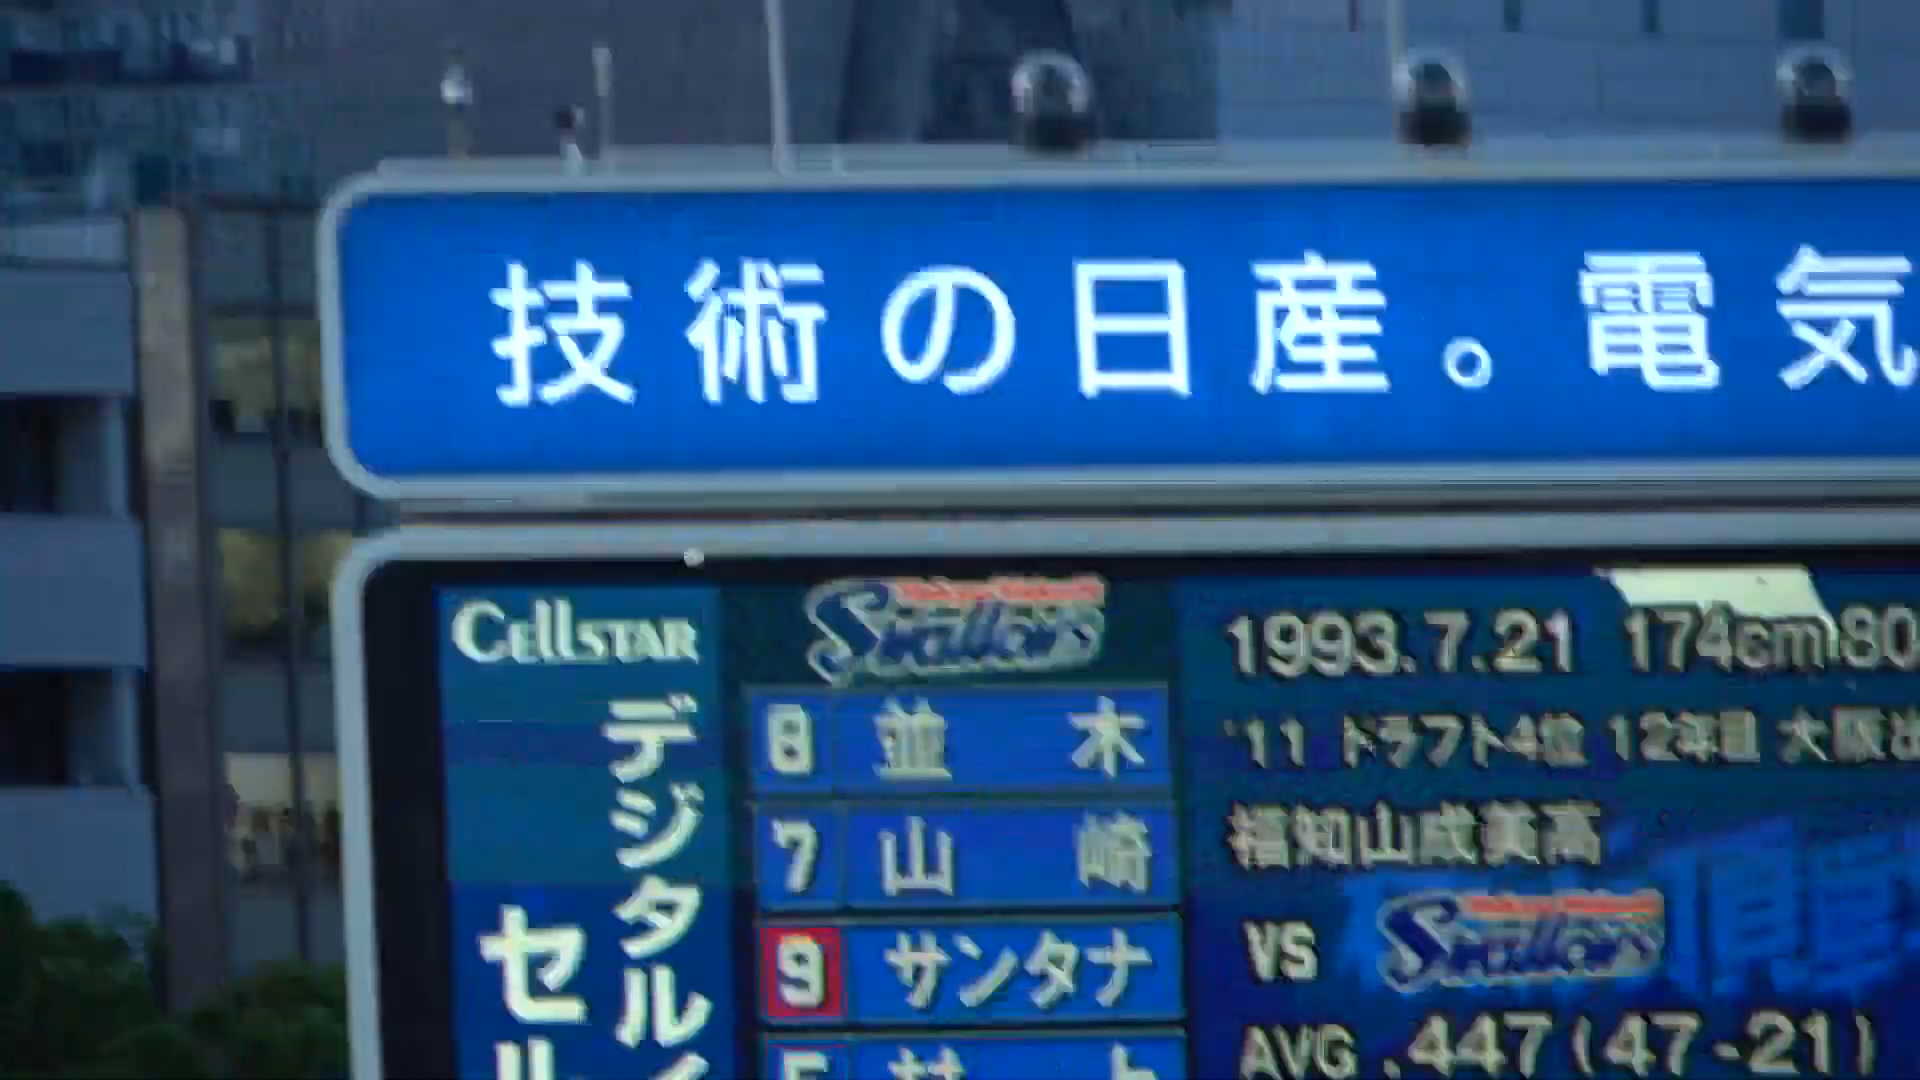 技術の日産。電気
CELLSTAR
デジタル
セル
Swallows
8 並木
7 山崎
9 サンタナ
1993.7.21 174cm 80
'11 ドラフト4位 12年目 大阪
福知山成美高
VS Swallows
AVG .447 (47-21)